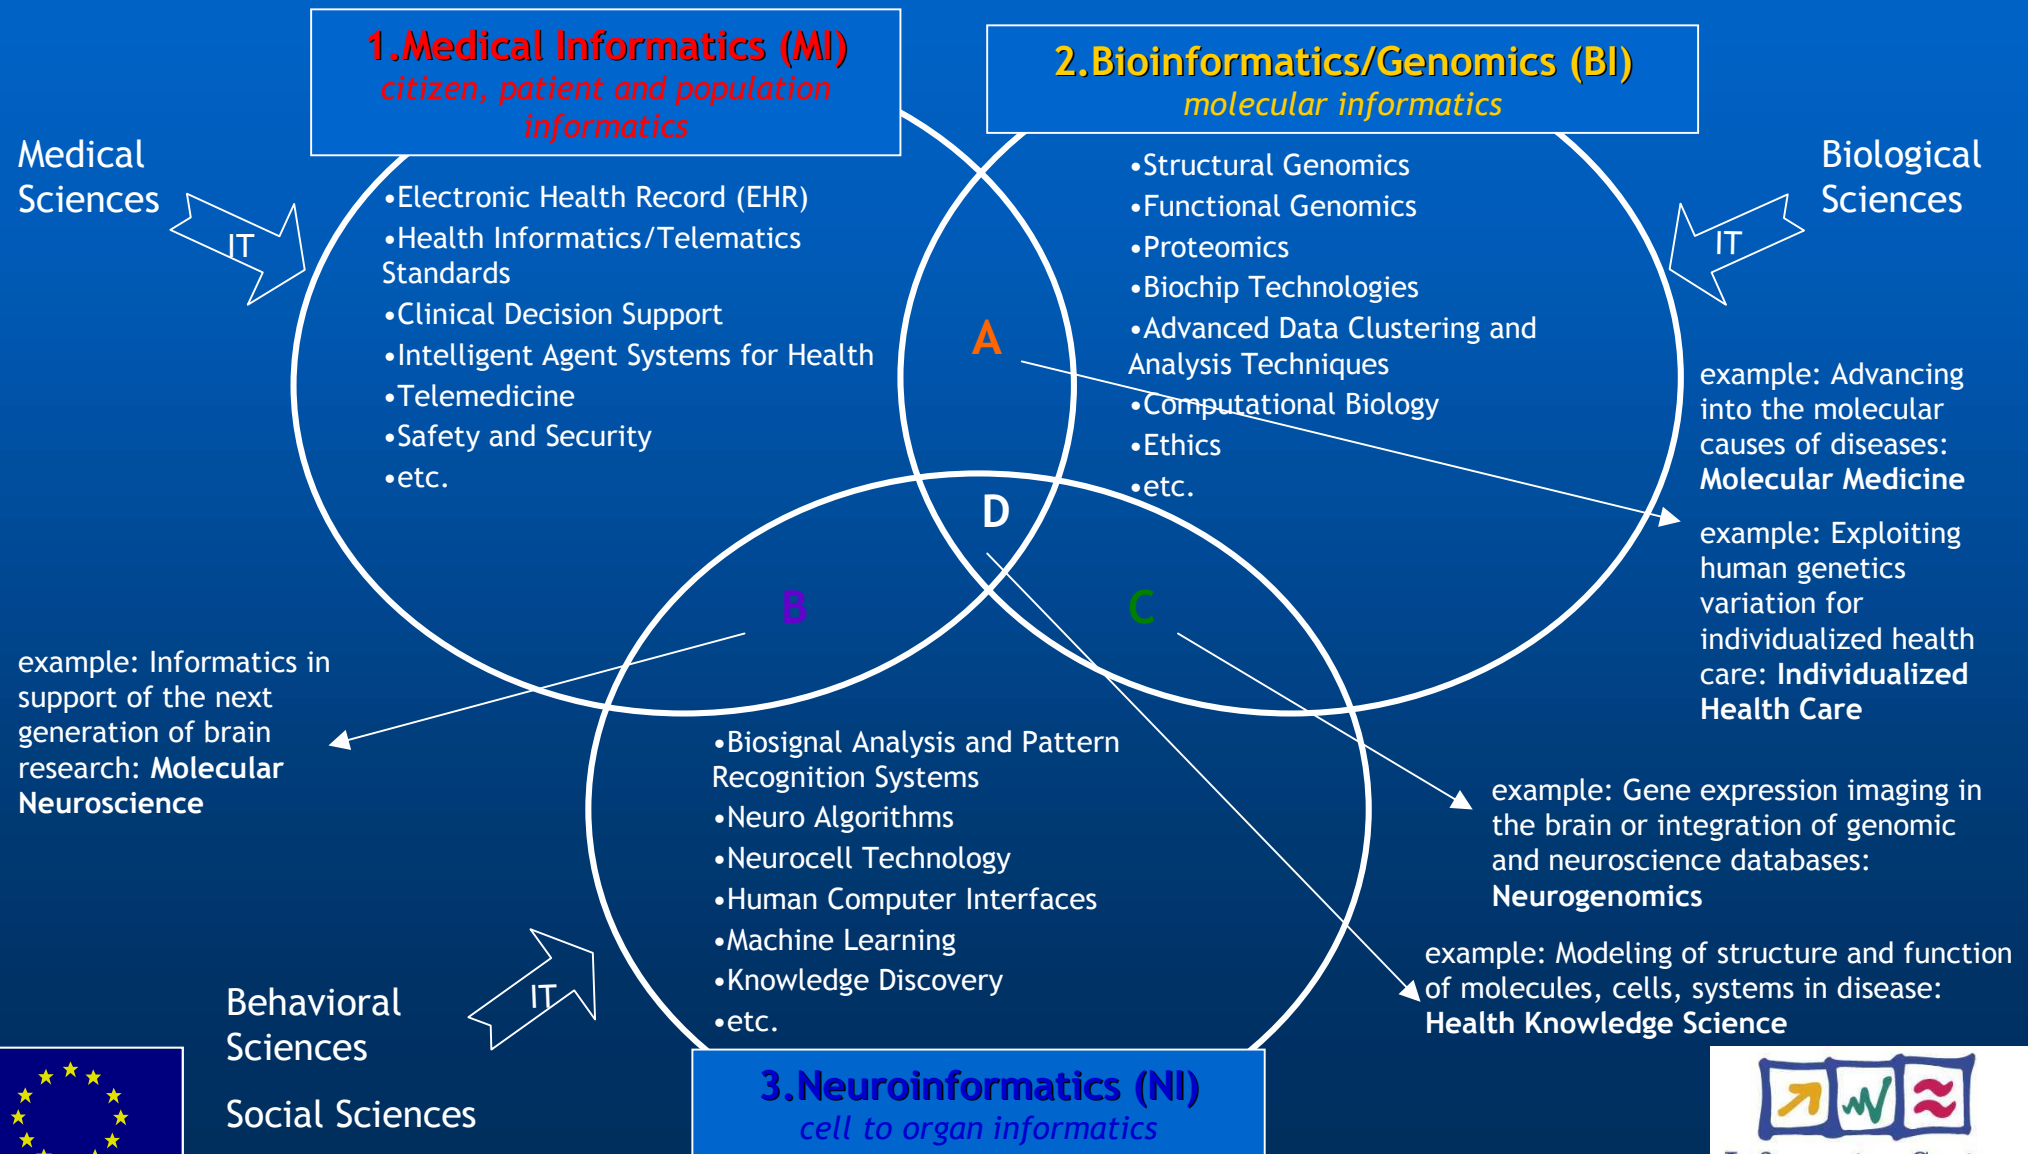 1.Medical Informatics (MI)
citizen, patient and population
informatics
2.Bioinformatics/Genomics (BI)
molecular informatics
Medical
Sciences
IT
Biological
Sciences
IT
•Electronic Health Record (EHR)
•Health Informatics/Telematics
Standards
•Clinical Decision Support
•Intelligent Agent Systems for Health
•Telemedicine
•Safety and Security
•etc.
•Structural Genomics
•Functional Genomics
•Proteomics
•Biochip Technologies
•Advanced Data Clustering and
Analysis Techniques
•Computational Biology
•Ethics
•etc.
A
D
B
C
example: Advancing
into the molecular
causes of diseases:
Molecular Medicine
example: Exploiting
human genetics
variation for
individualized health
care: Individualized
Health Care
example: Informatics in
support of the next
generation of brain
research: Molecular
Neuroscience
•Biosignal Analysis and Pattern
Recognition Systems
•Neuro Algorithms
•Neurocell Technology
•Human Computer Interfaces
•Machine Learning
•Knowledge Discovery
•etc.
example: Gene expression imaging in
the brain or integration of genomic
and neuroscience databases:
Neurogenomics
example: Modeling of structure and function
of molecules, cells, systems in disease:
Health Knowledge Science
Behavioral
Sciences
IT
Social Sciences
3.Neuroinformatics (NI)
cell to organ informatics